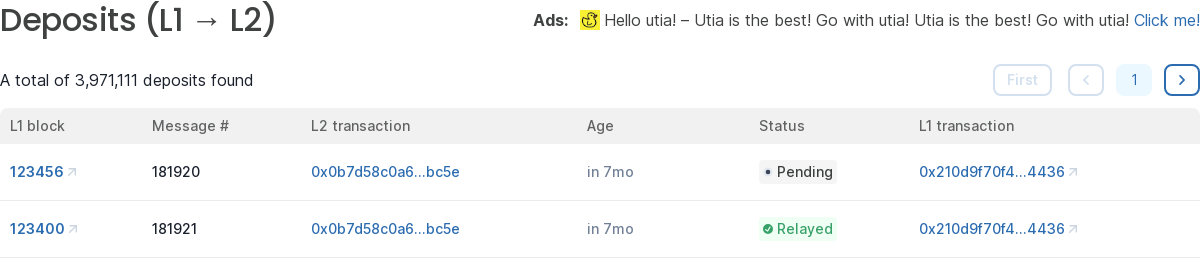 Deposits (L1 → L2)
Ads: Hello utia! – Utia is the best! Go with utia! Utia is the best! Go with utia! Click me!
A total of 3,971,111 deposits found
First 1
L1 block Message # L2 transaction Age Status L1 transaction
123456 181920 0x0b7d58c0a6...bc5e in 7mo Pending 0x210d9f70f4...4436
123400 181921 0x0b7d58c0a6...bc5e in 7mo Relayed 0x210d9f70f4...4436